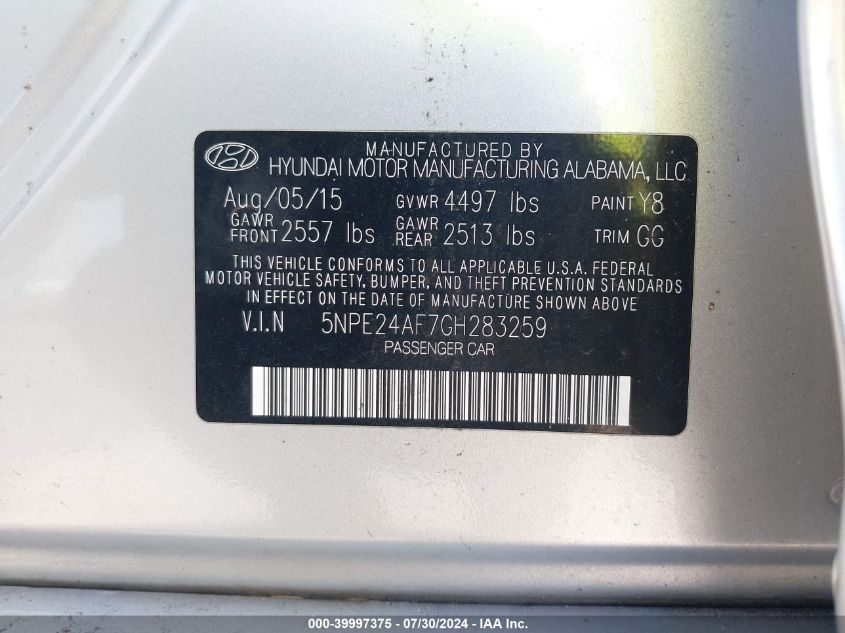 MANUFACTURED BY
HYUNDAI MOTOR MANUFACTURING ALABAMA, LLC
Aug/05/15 GVWR 4497 lbs PAINT Y8
GAWR FRONT 2557 lbs GAWR REAR 2513 lbs TRIM GG
THIS VEHICLE CONFORMS TO ALL APPLICABLE U.S.A. FEDERAL
MOTOR VEHICLE SAFETY, BUMPER, AND THEFT PREVENTION STANDARDS
IN EFFECT ON THE DATE OF MANUFACTURE SHOWN ABOVE
V.I.N 5NPE24AF7GH283259
PASSENGER CAR
000-39997375 - 07/30/2024 - IAA Inc.